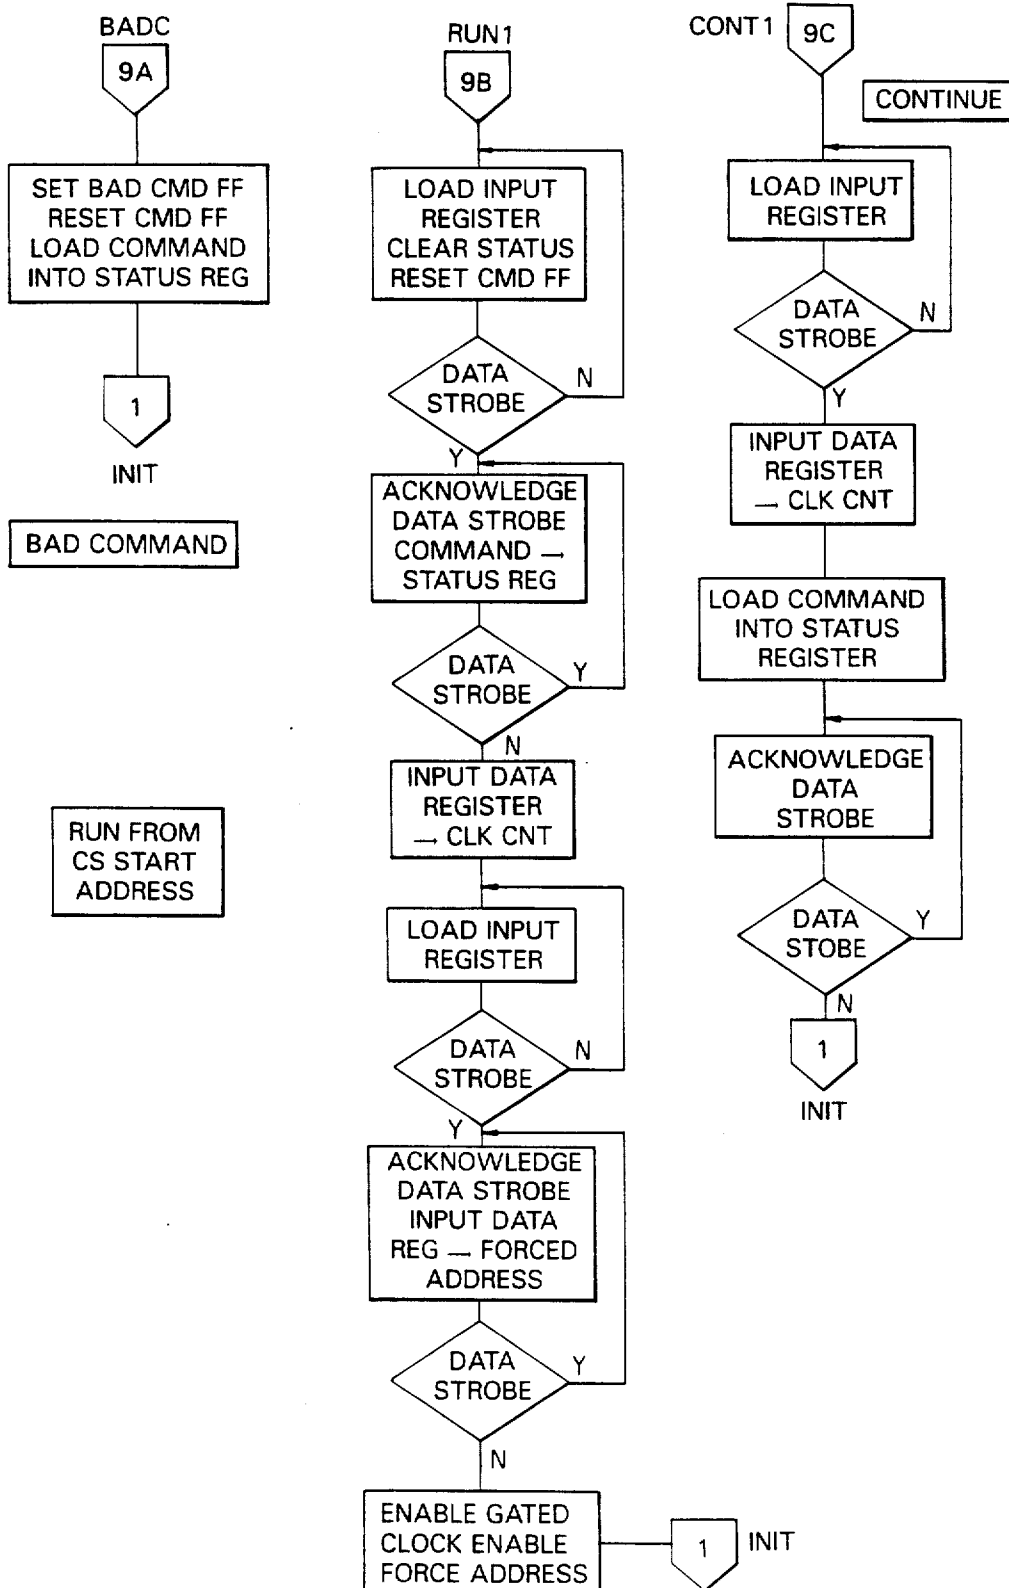 BADC
9A
SET BAD CMD FF
RESET CMD FF
LOAD COMMAND
INTO STATUS REG
1
INIT
BAD COMMAND
RUN FROM
CS START
ADDRESS
RUN1
9B
LOAD INPUT
REGISTER
CLEAR STATUS
RESET CMD FF
DATA
STROBE
N
Y
ACKNOWLEDGE
DATA STROBE
COMMAND →
STATUS REG
DATA
STROBE
Y
N
INPUT DATA
REGISTER
→ CLK CNT
LOAD INPUT
REGISTER
DATA
STROBE
N
Y
ACKNOWLEDGE
DATA STROBE
INPUT DATA
REG → FORCED
ADDRESS
DATA
STROBE
Y
N
ENABLE GATED
CLOCK ENABLE
FORCE ADDRESS
1
INIT
CONT1
9C
CONTINUE
LOAD INPUT
REGISTER
DATA
STROBE
N
Y
INPUT DATA
REGISTER
→ CLK CNT
LOAD COMMAND
INTO STATUS
REGISTER
ACKNOWLEDGE
DATA
STROBE
DATA
STOBE
Y
N
1
INIT